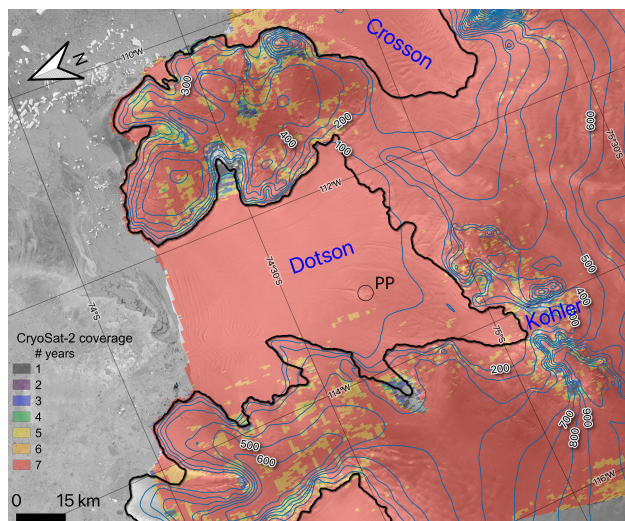 110°W
Crosson
N
300
600
200
400
100
75°30'S
112°W
Dotson
74°30'S
500
PP
400
300
74°S
Kohler
75°S
CryoSat-2 coverage
# years
1
2
3
4
5
6
7
200
114°W
700
900
800
500
600
116°W
0 15 km